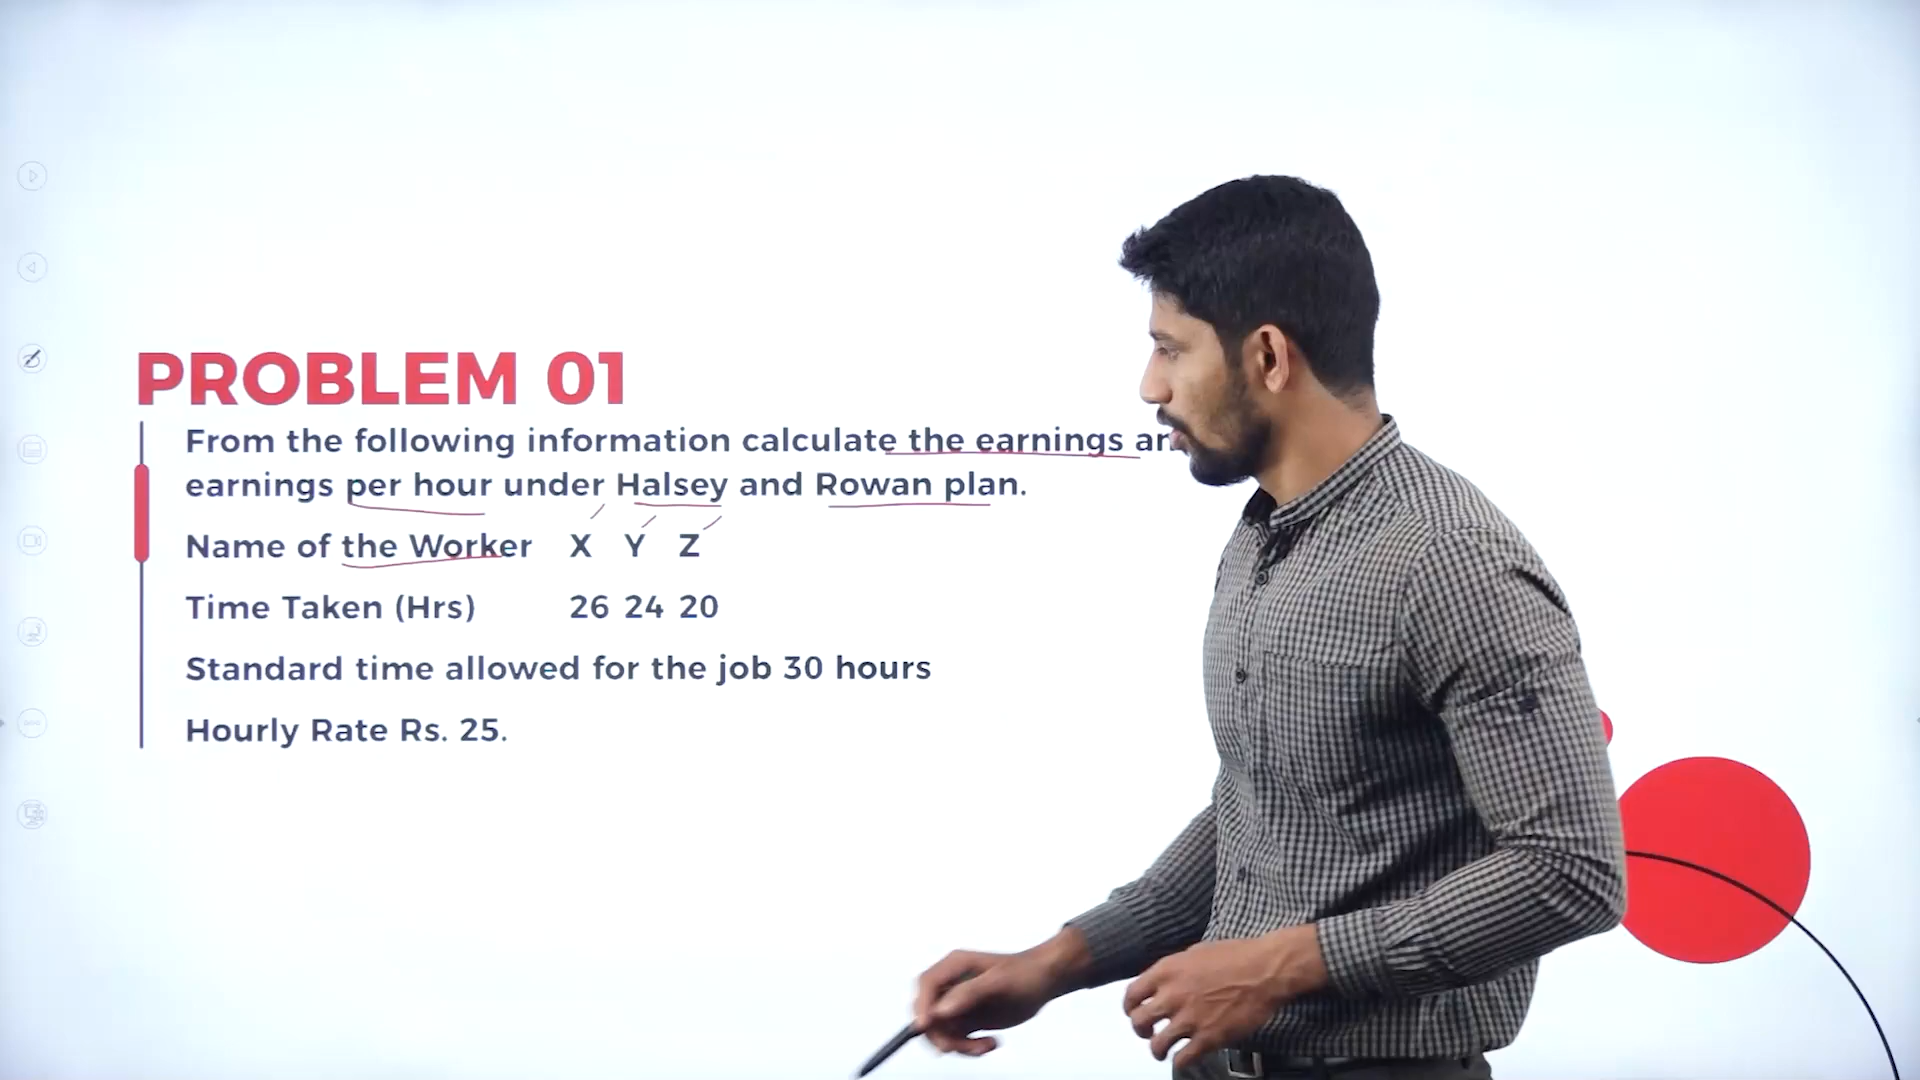 PROBLEM 01
From the following information calculate the earnings
earnings per hour under Halsey and Rowan plan.
Name of the Worker X Y Z
Time Taken (Hrs) 26 24 20
Standard time allowed for the job 30 hours
Hourly Rate Rs. 25.